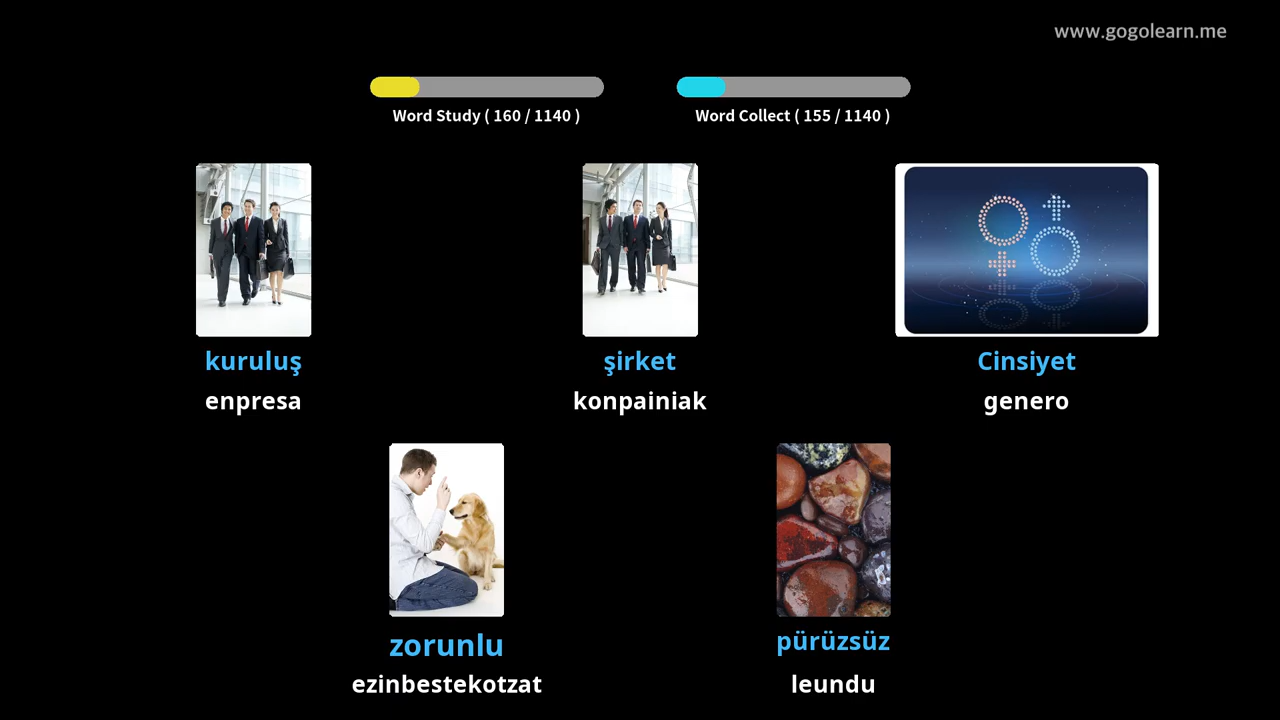 www.gogolearn.me
Word Study ( 160 / 1140 )
Word Collect ( 155 / 1140 )
kuruluş
enpresa
şirket
konpainiak
Cinsiyet
genero
zorunlu
ezinbestekotzat
pürüzsüz
leundu